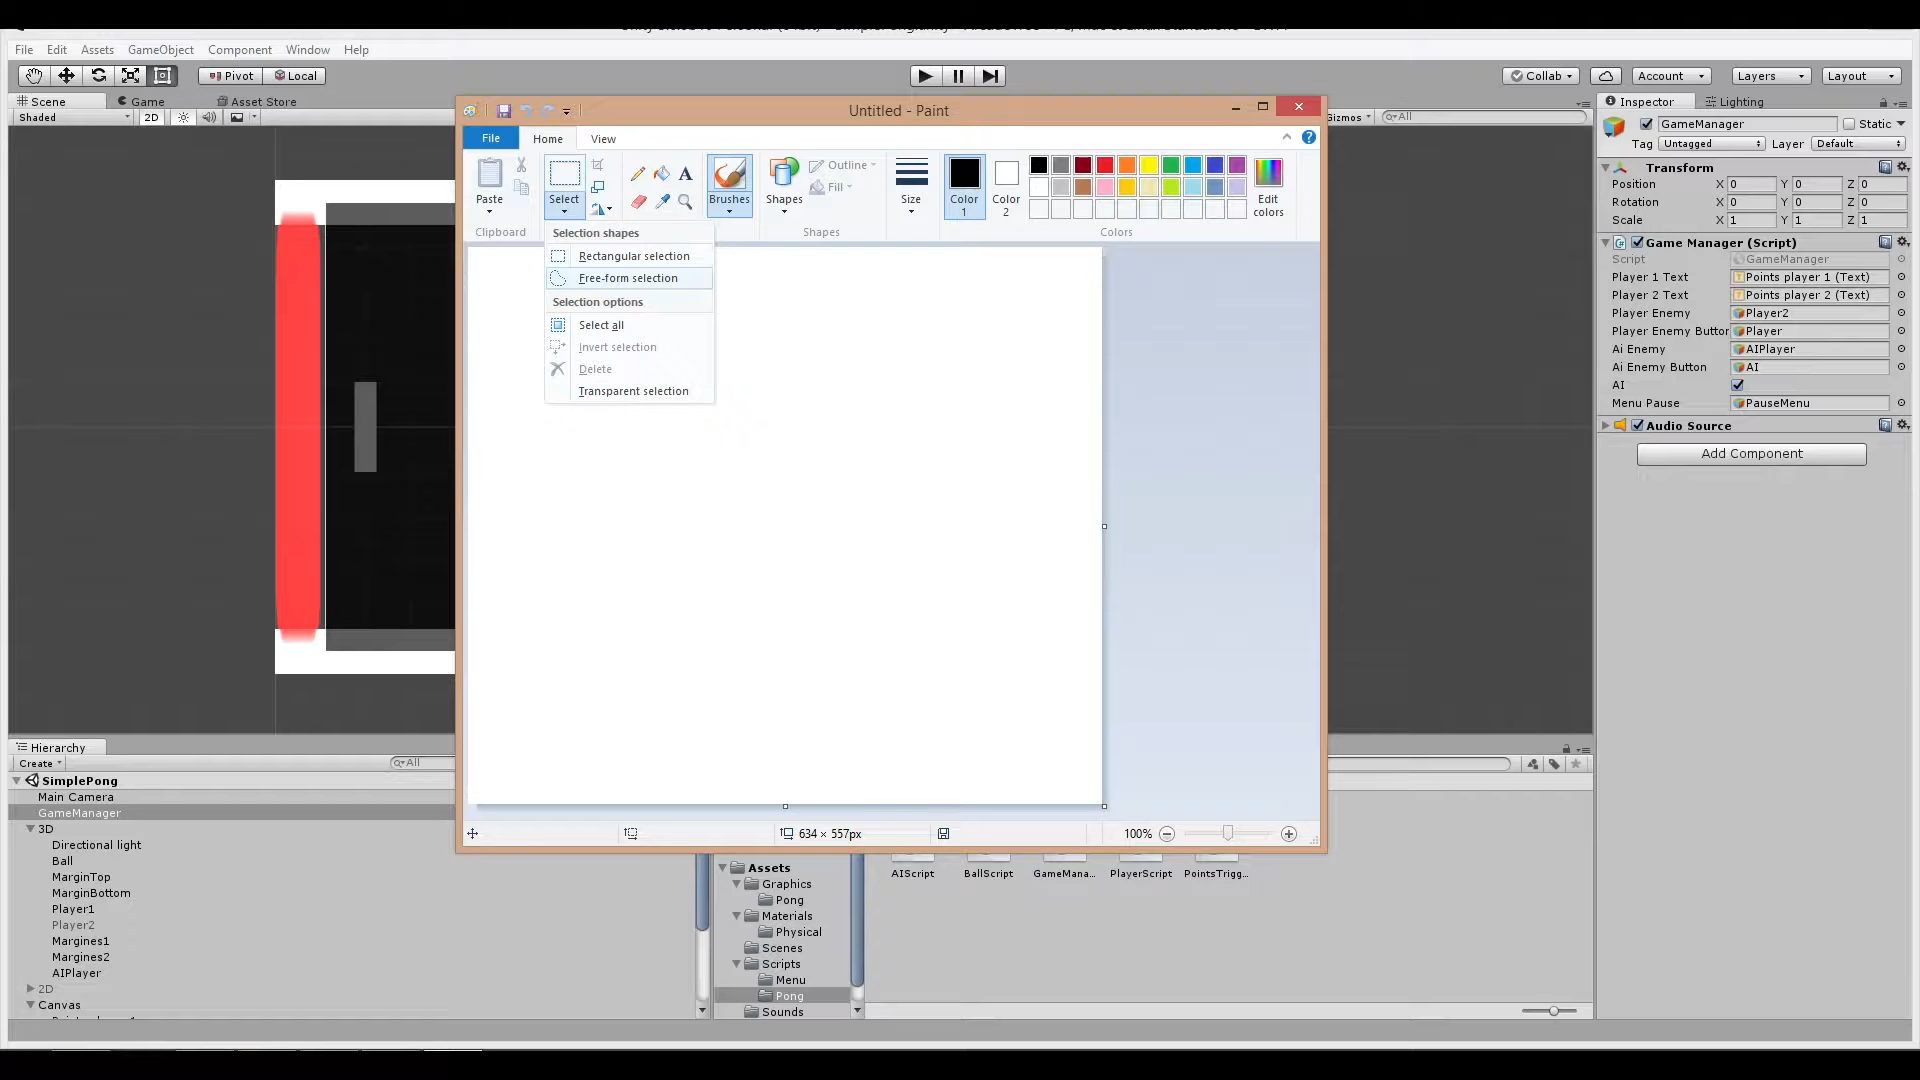 File Edit Assets GameObject Component Window Help
Pivot Local
Collab Account Layers Layout
Scene Game Asset Store
Shaded 2D
Gizmos All
Untitled - Paint
File Home View
Paste
Select
Brushes
Shapes
Outline
Fill
Size
Color 1
Color 2
Edit colors
Clipboard
Shapes
Colors
Selection shapes
Rectangular selection
Free-form selection
Selection options
Select all
Invert selection
Delete
Transparent selection
634 × 557px
100%
Inspector Lighting
GameManager Static
Tag Untagged Layer Default
Transform
Position X 0 Y 0 Z 0
Rotation X 0 Y 0 Z 0
Scale X 1 Y 1 Z 1
Game Manager (Script)
Script GameManager
Player 1 Text Points player 1 (Text)
Player 2 Text Points player 2 (Text)
Player Enemy Player2
Player Enemy Button Player
Ai Enemy AIPlayer
Ai Enemy Button AI
AI
Menu Pause PauseMenu
Audio Source
Add Component
Hierarchy
Create All
SimplePong
Main Camera
GameManager
3D
Directional light
Ball
MarginTop
MarginBottom
Player1
Player2
Margines1
Margines2
AIPlayer
2D
Canvas
Assets
Graphics
Pong
Materials
Physical
Scenes
Scripts
Menu
Pong
Sounds
AIScript BallScript GameMana... PlayerScript PointsTrigg...